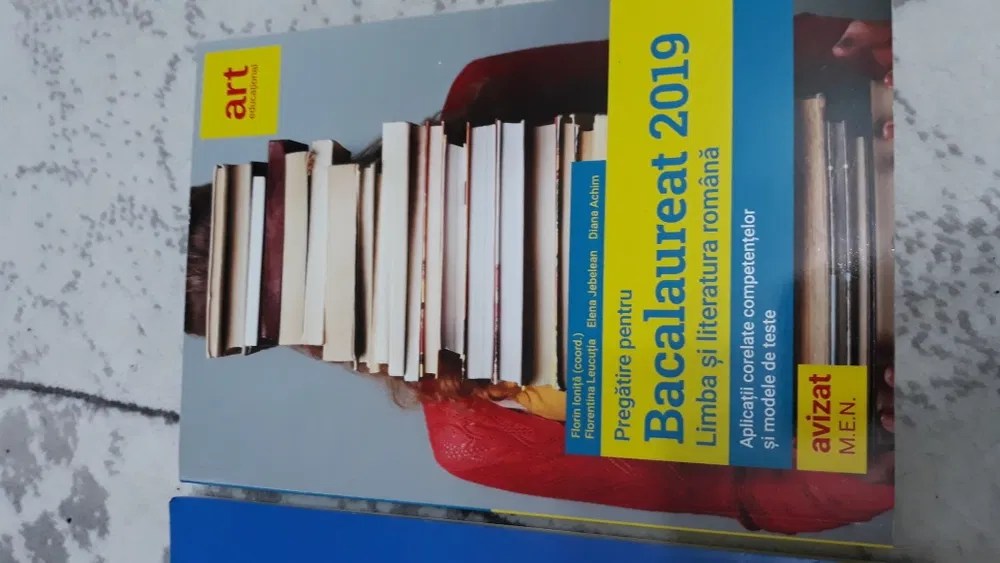 art
educațional
Florin Ioniță (coord.)
Florentina Leucuția Elena Jebelean Diana Achim
Pregătire pentru
Bacalaureat 2019
Limba și literatura română
Aplicații corelate competențelor
și modele de teste
avizat
M.E.N.